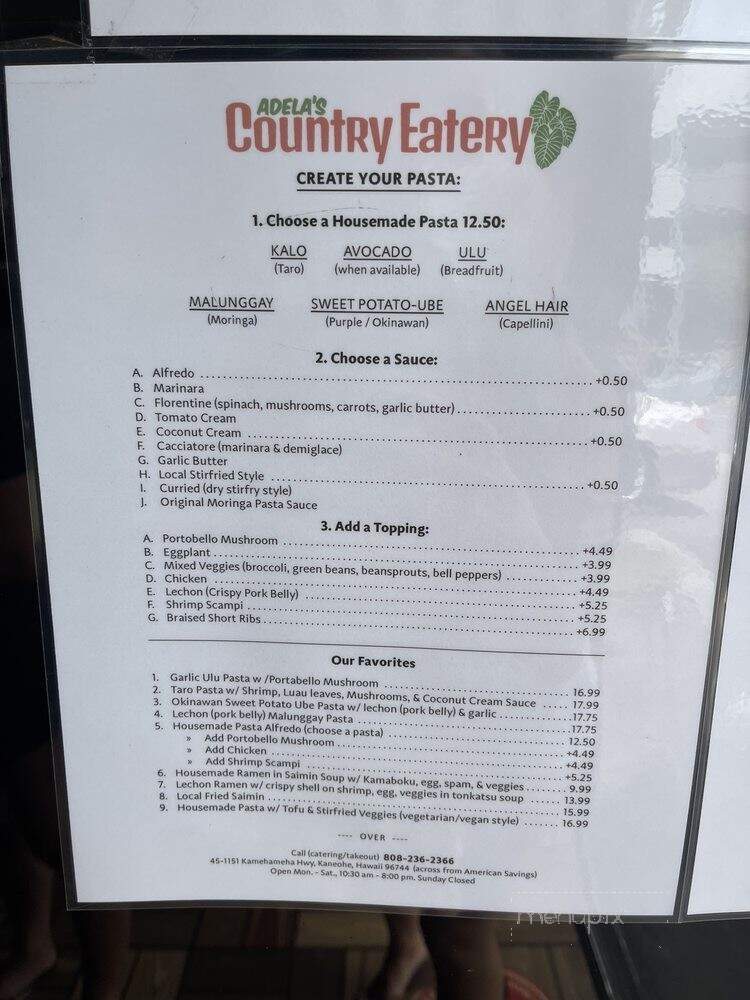 ADELA'S
Country Eatery
CREATE YOUR PASTA:
1. Choose a Housemade Pasta 12.50:
KALO AVOCADO ULU
(Taro) (when available) (Breadfruit)
MALUNGGAY SWEET POTATO-UBE ANGEL HAIR
(Moringa) (Purple / Okinawan) (Capellini)
2. Choose a Sauce:
A. Alfredo +0.50
B. Marinara
C. Florentine (spinach, mushrooms, carrots, garlic butter) +0.50
D. Tomato Cream
E. Coconut Cream +0.50
F. Cacciatore (marinara & demiglace)
G. Garlic Butter
H. Local Stirfried Style +0.50
I. Curried (dry stirfry style)
J. Original Moringa Pasta Sauce
3. Add a Topping:
A. Portobello Mushroom +4.49
B. Eggplant +3.99
C. Mixed Veggies (broccoli, green beans, beansprouts, bell peppers) +3.99
D. Chicken +4.49
E. Lechon (Crispy Pork Belly) +5.25
F. Shrimp Scampi +5.25
G. Braised Short Ribs +6.99
Our Favorites
1. Garlic Ulu Pasta w /Portabello Mushroom 16.99
2. Taro Pasta w/ Shrimp, Luau leaves, Mushrooms, & Coconut Cream Sauce 17.99
3. Okinawan Sweet Potato Ube Pasta w/ lechon (pork belly) & garlic 17.75
4. Lechon (pork belly) Malunggay Pasta 17.75
5. Housemade Pasta Alfredo (choose a pasta) 12.50
» Add Portobello Mushroom +4.49
» Add Chicken +4.49
» Add Shrimp Scampi +5.25
6. Housemade Ramen in Saimin Soup w/ Kamaboku, egg, spam, & veggies 9.99
7. Lechon Ramen w/ crispy shell on shrimp, egg, veggies in tonkatsu soup 13.99
8. Local Fried Saimin 15.99
9. Housemade Pasta w/ Tofu & Stirfried Veggies (vegetarian/vegan style) 16.99
---- OVER ----
Call (catering/takeout) 808-236-2366
45-1151 Kamehameha Hwy, Kaneohe, Hawaii 96744 (across from American Savings)
Open Mon. - Sat., 10:30 am - 8:00 pm. Sunday Closed
menupix